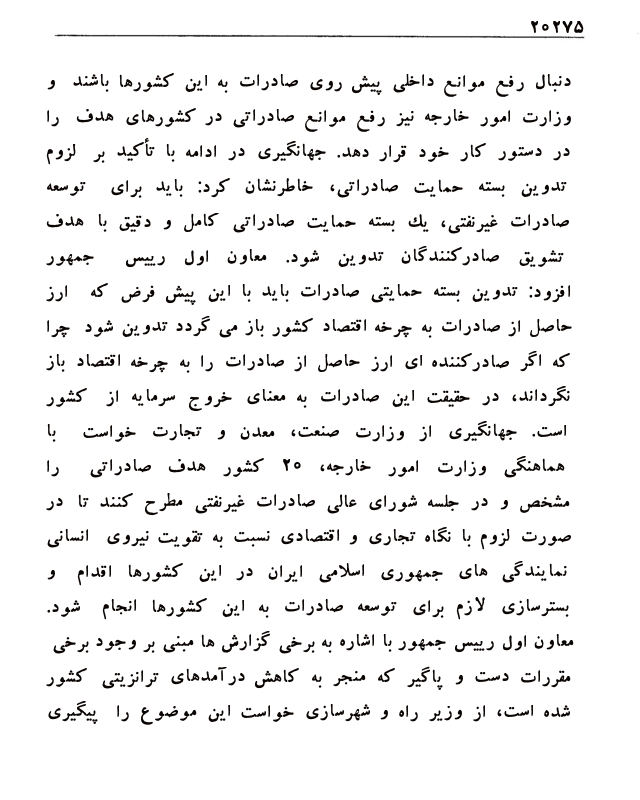 ۲۰۲۷۵
دنبال رفع موانع داخلی پیش روی صادرات به این کشورها باشند و
وزارت امور خارجه نیز رفع موانع صادراتی در کشورهای هدف را
در دستور کار خود قرار دهد. جهانگیری در ادامه با تأکید بر لزوم
تدوین بسته حمایت صادراتی، خاطرنشان کرد: باید برای توسعه
صادرات غیرنفتی، یك بسته حمایت صادراتی کامل و دقیق با هدف
تشویق صادرکنندگان تدوین شود. معاون اول رییس جمهور
افزود: تدوین بسته حمایتی صادرات باید با این پیش فرض که ارز
حاصل از صادرات به چرخه اقتصاد کشور باز می گردد تدوین شود چرا
که اگر صادرکننده ای ارز حاصل از صادرات را به چرخه اقتصاد باز
نگرداند، در حقیقت این صادرات به معنای خروج سرمایه از کشور
است. جهانگیری از وزارت صنعت، معدن و تجارت خواست با
هماهنگی وزارت امور خارجه، ۲۰ کشور هدف صادراتی را
مشخص و در جلسه شورای عالی صادرات غیرنفتی مطرح کنند تا در
صورت لزوم با نگاه تجاری و اقتصادی نسبت به تقویت نیروی انسانی
نمایندگی های جمهوری اسلامی ایران در این کشورها اقدام و
بسترسازی لازم برای توسعه صادرات به این کشورها انجام شود.
معاون اول رییس جمهور با اشاره به برخی گزارش ها مبنی بر وجود برخی
مقررات دست و پاگیر که منجر به کاهش درآمدهای ترانزیتی کشور
شده است، از وزیر راه و شهرسازی خواست این موضوع را پیگیری